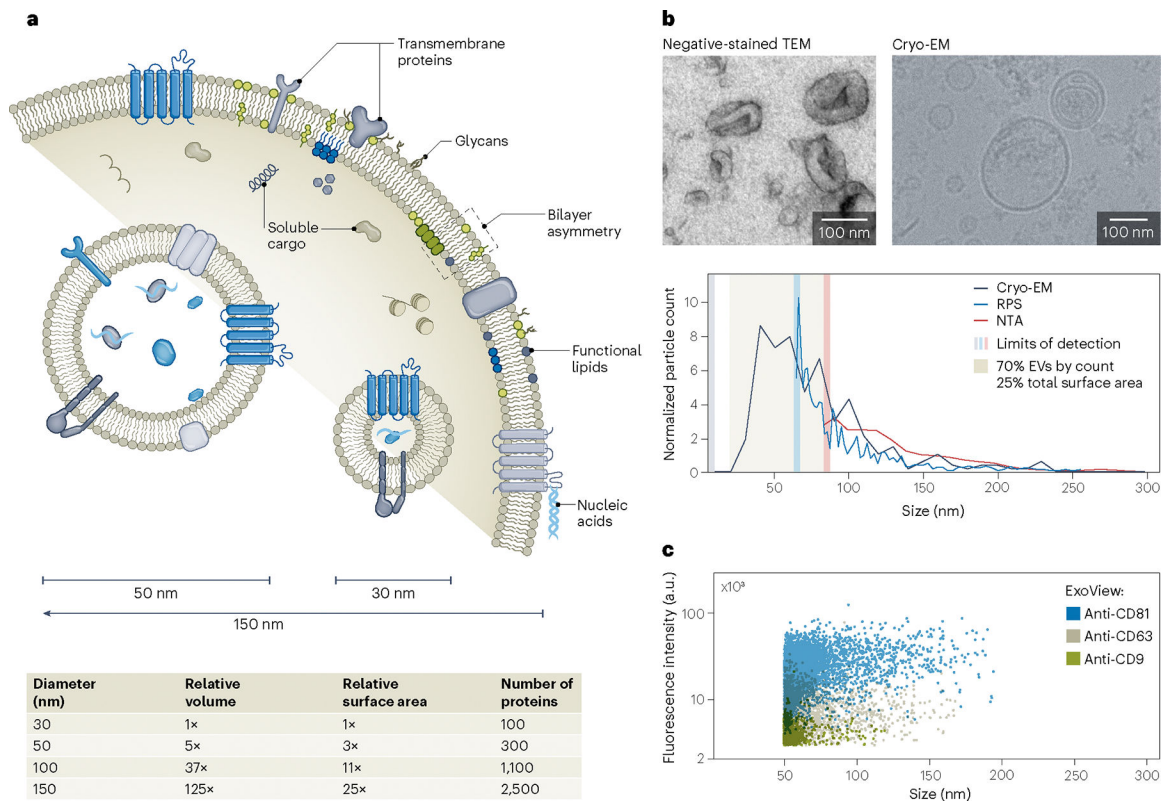 a
Transmembrane
proteins
Glycans
Soluble
cargo
Bilayer
asymmetry
Functional
lipids
Nucleic
acids
50 nm
30 nm
150 nm
Diameter
(nm)
Relative
volume
Relative
surface area
Number of
proteins
30 1× 1× 100
50 5× 3× 300
100 37× 11× 1,100
150 125× 25× 2,500
b
Negative-stained TEM
100 nm
Cryo-EM
100 nm
Normalized particle count
10
8
6
4
2
0
50 100 150 200 250 300
Size (nm)
Cryo-EM
RPS
NTA
Limits of detection
70% EVs by count
25% total surface area
c
Fluorescence intensity (a.u.)
x10³
100
10
2
50 100 150 200 250 300
Size (nm)
ExoView:
Anti-CD81
Anti-CD63
Anti-CD9